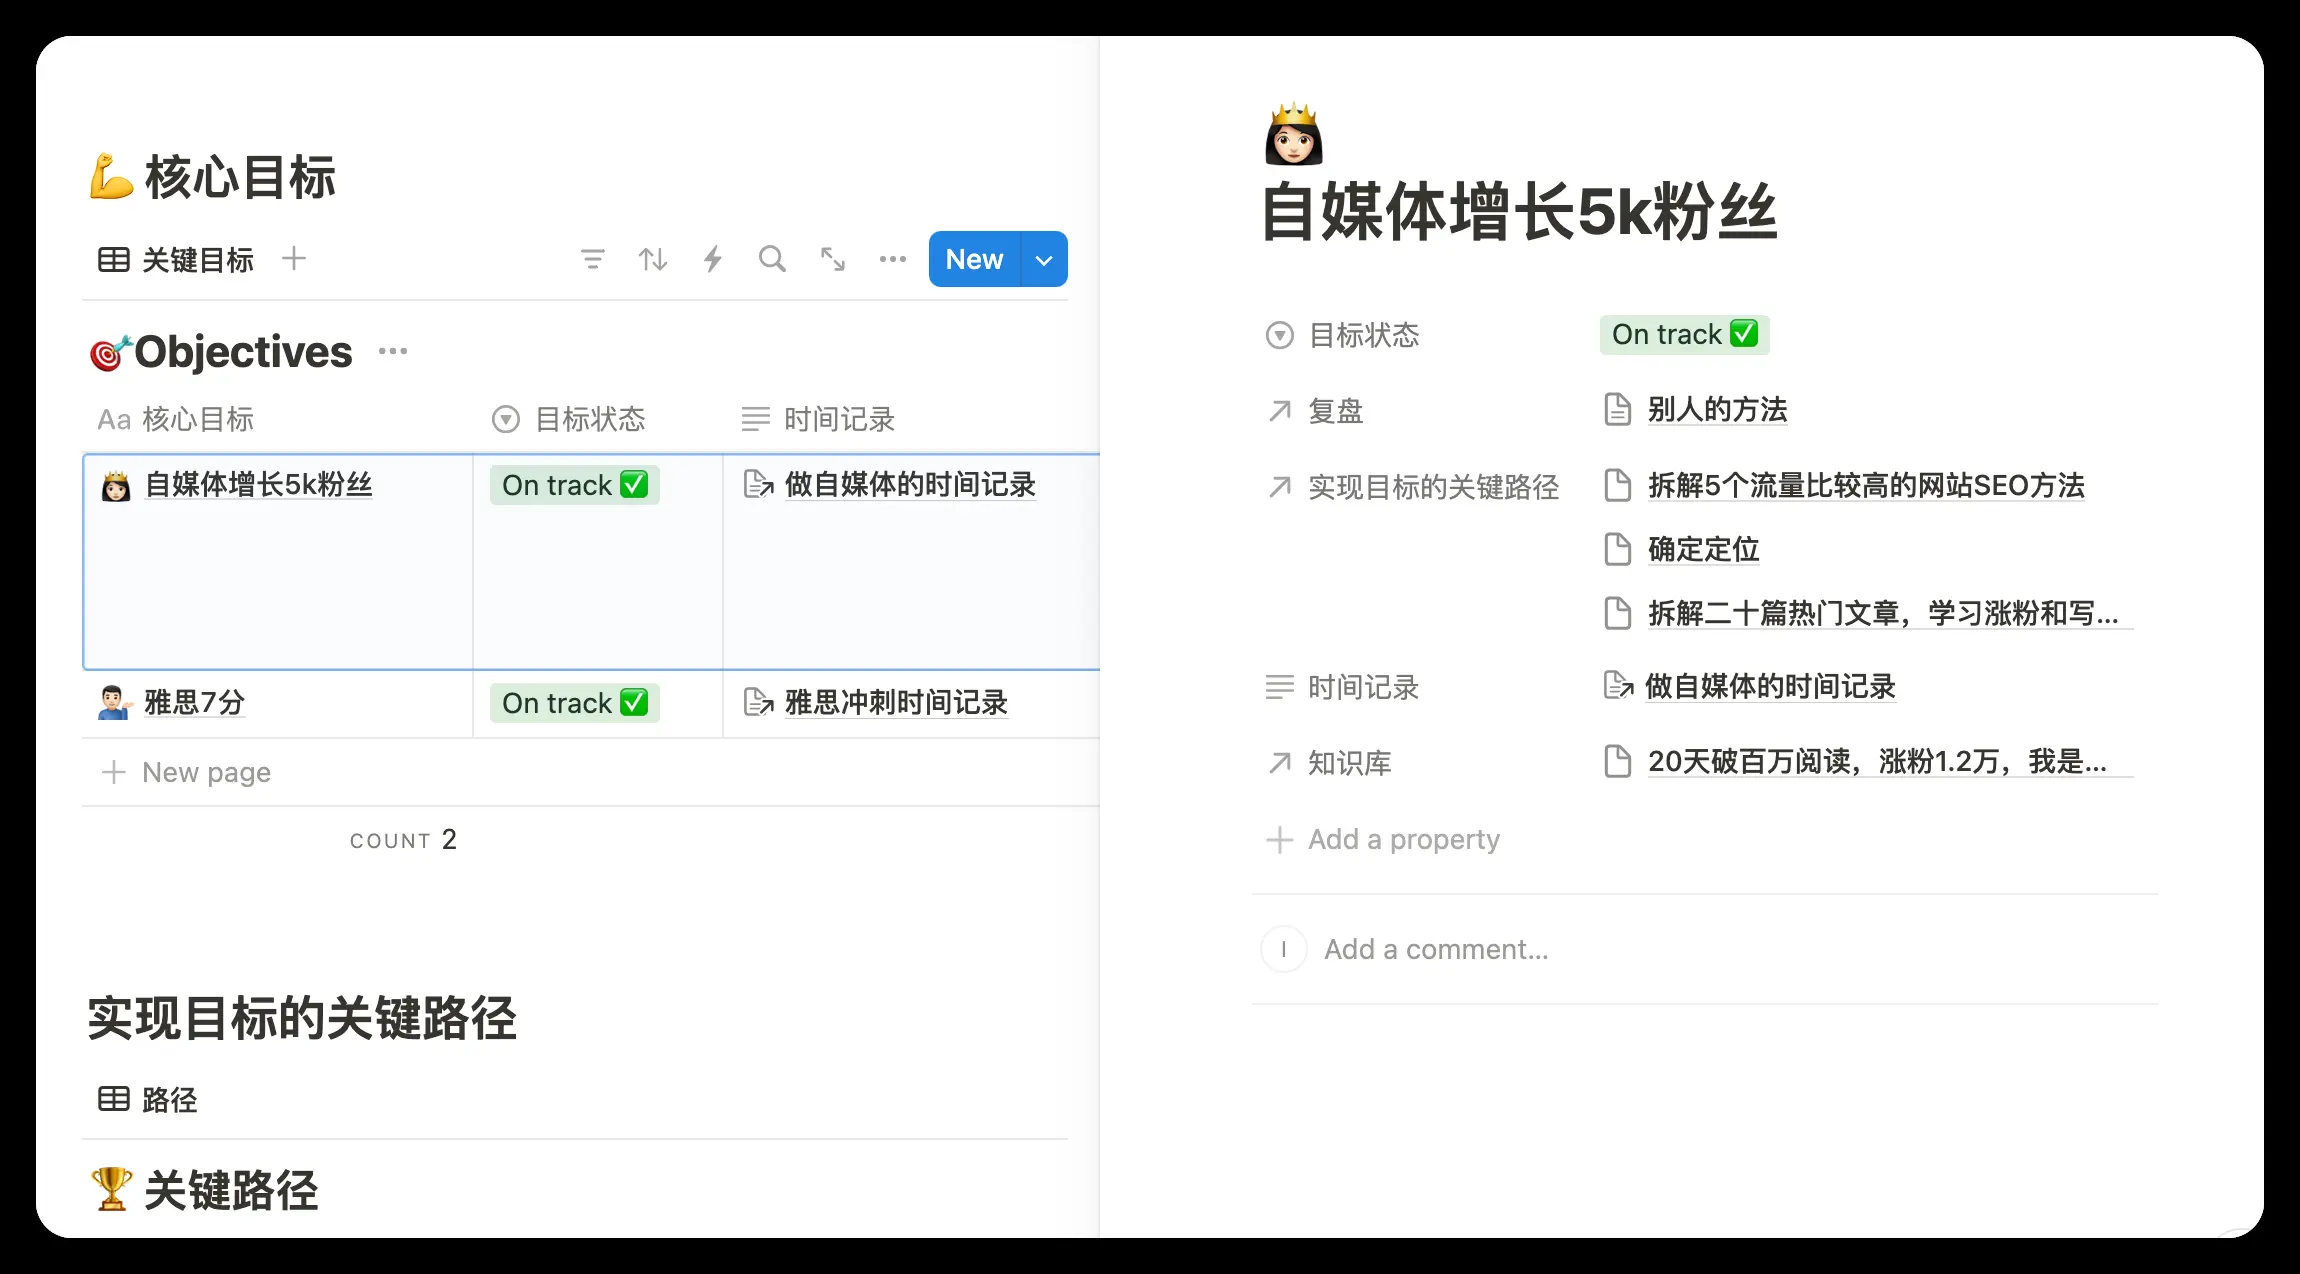 核心目标
关键目标
New
Objectives
Aa 核心目标 目标状态 时间记录
自媒体增长5k粉丝 On track 做自媒体的时间记录
雅思7分 On track 雅思冲刺时间记录
New page
COUNT 2
实现目标的关键路径
路径
关键路径
自媒体增长5k粉丝
目标状态 On track
复盘 别人的方法
实现目标的关键路径 拆解5个流量比较高的网站SEO方法
确定定位
拆解二十篇热门文章，学习涨粉和写...
时间记录 做自媒体的时间记录
知识库 20天破百万阅读，涨粉1.2万，我是...
Add a property
I Add a comment...